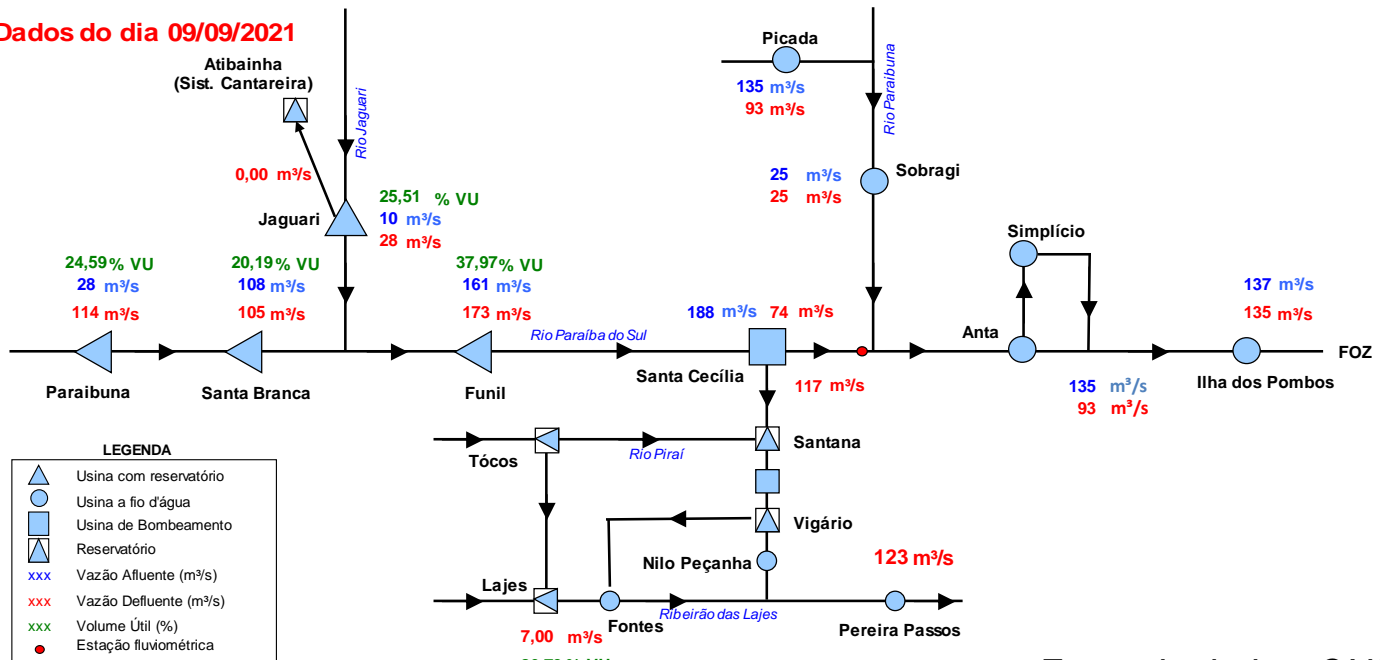 Dados do dia 09/09/2021
Atibainha
(Sist. Cantareira)
Rio Jaguari
0,00 m³/s
Jaguari
25,51 % VU
10 m³/s
28 m³/s
Picada
135 m³/s
93 m³/s
Rio Paraibuna
25 m³/s
25 m³/s
Sobragi
24,59% VU
28 m³/s
114 m³/s
Paraibuna
20,19% VU
108 m³/s
105 m³/s
Santa Branca
37,97% VU
161 m³/s
173 m³/s
Funil
Rio Paraíba do Sul
188 m³/s 74 m³/s
Santa Cecília
117 m³/s
Simplício
Anta
135 m³/s
93 m³/s
137 m³/s
135 m³/s
Ilha dos Pombos
FOZ
Tócos
Rio Piraí
Santana
Vigário
Nilo Peçanha
123 m³/s
Lajes
7,00 m³/s
Fontes
Ribeirão das Lajes
Pereira Passos
LEGENDA
Usina com reservatório
Usina a fio d'água
Usina de Bombeamento
Reservatório
xxx Vazão Afluente (m³/s)
xxx Vazão Defluente (m³/s)
xxx Volume Útil (%)
Estação fluviométrica